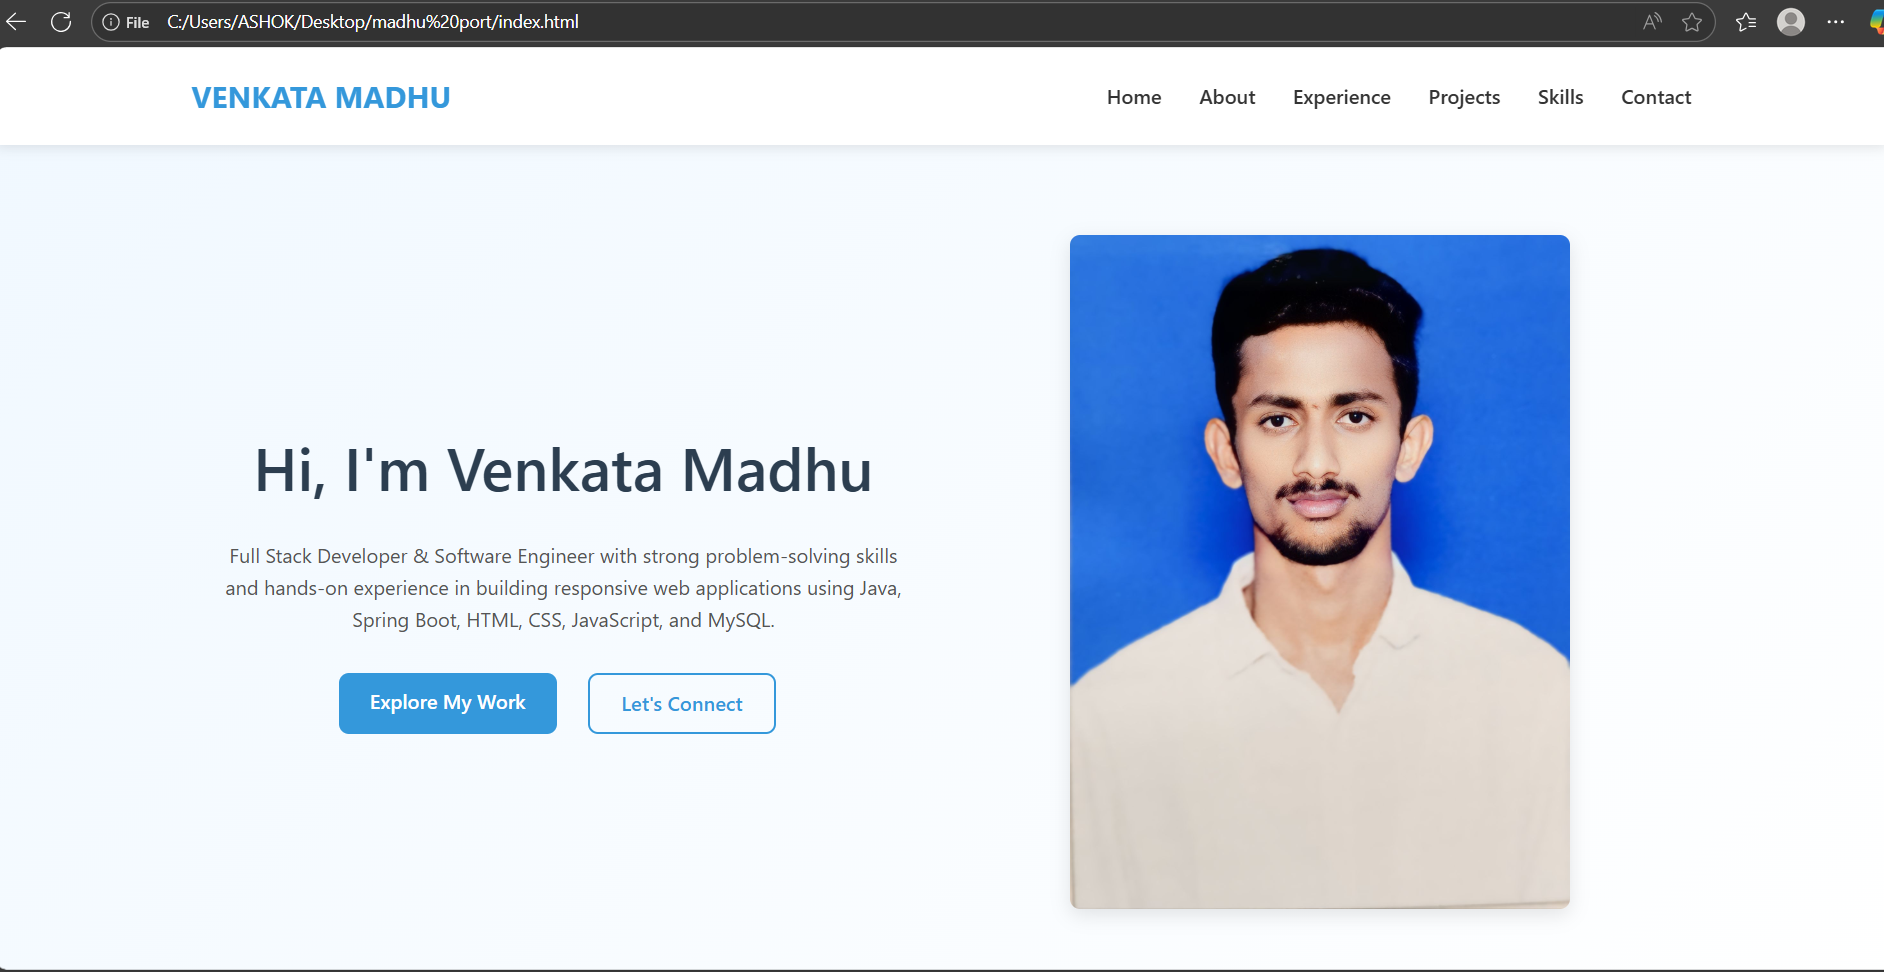 File C:/Users/ASHOK/Desktop/madhu%20port/index.html
VENKATA MADHU
Home About Experience Projects Skills Contact
Hi, I'm Venkata Madhu
Full Stack Developer & Software Engineer with strong problem-solving skills
and hands-on experience in building responsive web applications using Java,
Spring Boot, HTML, CSS, JavaScript, and MySQL.
Explore My Work
Let's Connect